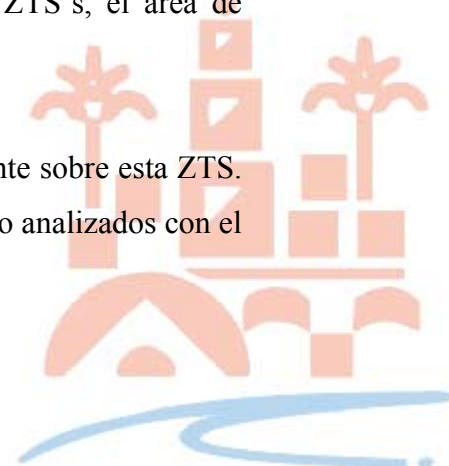 ZTS´s, el área de
nte sobre esta ZTS.
o analizados con el